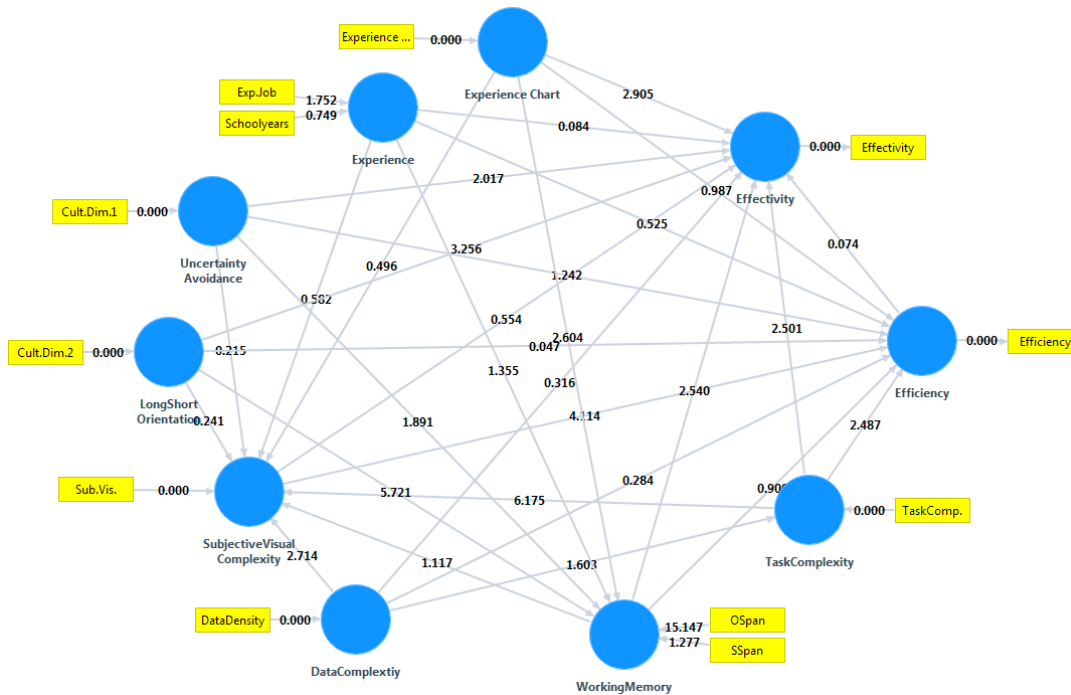 Experience ...
0.000
Experience Chart
Exp.Job
1.752
Schoolyears
0.749
Experience
2.905
0.084
0.000
Effectivity
Effectivity
Cult.Dim.1
0.000
Uncertainty
Avoidance
2.017
0.987
0.525
0.074
3.256
0.496
1.242
0.582
0.554
2.604
0.047
2.501
0.000
Efficiency
Efficiency
Cult.Dim.2
0.000
LongShort
Orientation
0.215
1.355
0.316
2.540
0.241
1.891
4.114
2.487
Sub.Vis.
0.000
SubjectiveVisual
Complexity
5.721
6.175
0.284
0.000
TaskComp.
TaskComplexity
2.714
1.117
1.603
DataDensity
0.000
DataComplextiy
15.147
OSpan
1.277
SSpan
WorkingMemory